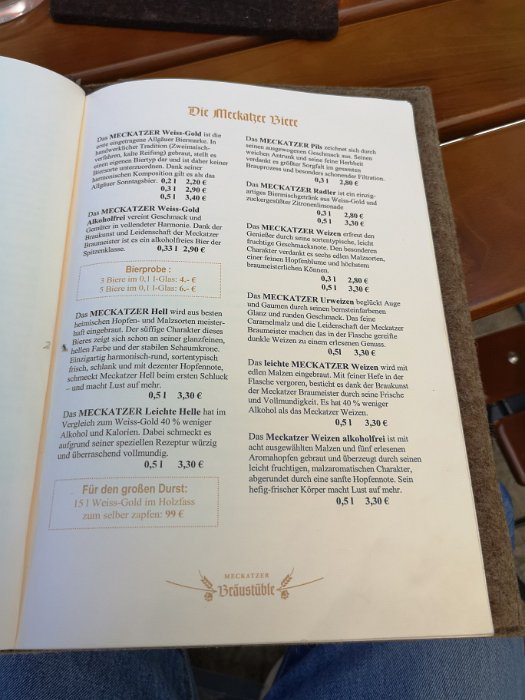 Die Meckatzer Biere
Das MECKATZER Weiss-Gold ist die
erste eingetragene Allgäuer Biermarke. In
handwerklicher Tradition (Zweimaisch-
verfahren, kalte Reifung) gebraut, stellt es
einen eigenen Biertyp dar und ist daher keiner
Biersorte unterzuordnen. Dank seiner
harmonischen Komposition gilt es als das
Allgäuer Sonntagsbier. 0,2 l 2,20 €
0,3 l 2,90 €
0,5 l 3,40 €
Das MECKATZER Weiss-Gold
Alkoholfrei vereint Geschmack und
Gemüter in vollendeter Harmonie. Dank der
Braukunst und Leidenschaft der Meckatzer
Braumeister ist es ein alkoholfreies Bier der
Spitzenklasse. 0,33 l 2,90 €
Bierprobe :
3 Biere im 0,1 l-Glas: 4.- €
5 Biere im 0,1 l-Glas: 6.- €
Das MECKATZER Hell wird aus besten
heimischen Hopfen- und Malzsorten meister-
haft eingebraut. Der süffige Charakter dieses
Bieres zeigt sich schon an seiner glanzfeinen,
hellen Farbe und der stabilen Schaumkrone.
Einzigartig harmonisch-rund, sortentypisch
frisch, schlank und mit dezenter Hopfennote,
schmeckt Meckatzer Hell beim ersten Schluck
– und macht Lust auf mehr.
0,5 l 3,30 €
Das MECKATZER Leichte Helle hat im
Vergleich zum Weiss-Gold 40 % weniger
Alkohol und Kalorien. Dabei schmeckt es
aufgrund seiner speziellen Rezeptur würzig
und überraschend vollmundig.
0,5 l 3,30 €
Für den großen Durst:
15 l Weiss-Gold im Holzfass
zum selber zapfen: 99 €
Das MECKATZER Pils zeichnet sich durch
seinen ausgewogenen Geschmack aus. Seinen
weichen Antrunk und seine feine Herbheit
verdankt es größter Sorgfalt im gesamten
Brauprozess und besonders schonender Filtration.
0,3 l 2,80 €
Das MECKATZER Radler ist ein einzig-
artiges Biermischgetränk aus Weiss-Gold und
zuckergesüßter Zitronenlimonade
0,3 l 2,80 €
0,5 l 3,30 €
Das MECKATZER Weizen erfreut den
Genießer durch seine sortentypische, leicht
fruchtige Geschmacksnote. Den besonderen
Charakter verdankt es sechs edlen Malzsorten,
einer feinen Hopfenblume und höchstem
braumeisterlichen Können.
0,3 l 2,80 €
0,5 l 3,30 €
Das MECKATZER Urweizen beglückt Auge
und Gaumen durch seinen bernsteinfarbenen
Glanz und runden Geschmack. Das feine
Caramelmalz und die Leidenschaft der Meckatzer
Braumeister machen das in der Flasche gereifte
dunkle Weizen zu einem erlesenen Genuss.
0,5l 3,30 €
Das leichte MECKATZER Weizen wird mit
edlen Malzen eingebraut. Mit feiner Hefe in der
Flasche vergoren, besticht es dank der Braukunst
der Meckatzer Braumeister durch seine Frische
und Vollmundigkeit. Es hat 40 % weniger
Alkohol als das Meckatzer Weizen.
0,5 l 3,30 €
Das Meckatzer Weizen alkoholfrei ist mit
acht ausgewählten Malzen und fünf erlesenen
Aromahopfen gebraut und überzeugt durch seinen
leicht fruchtigen, malzaromatischen Charakter,
abgerundet durch eine sanfte Hopfennote. Sein
hefig-frischer Körper macht Lust auf mehr.
0,5 l 3,30 €
MECKATZER
Bräustüble